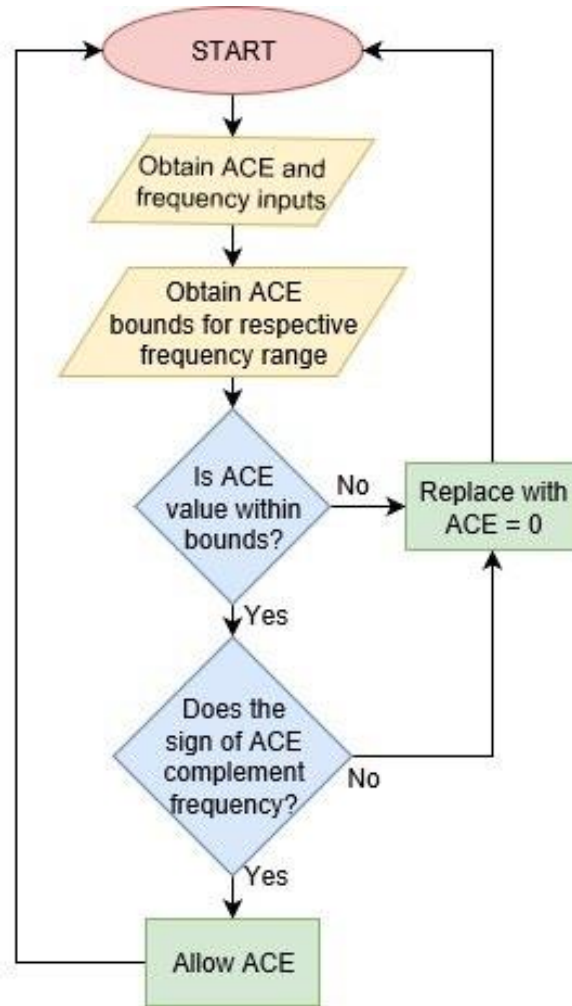 START
Obtain ACE and
frequency inputs
Obtain ACE
bounds for respective
frequency range
Is ACE
value within
bounds?
No
Replace with
ACE = 0
Yes
Does the
sign of ACE
complement
frequency?
No
Yes
Allow ACE